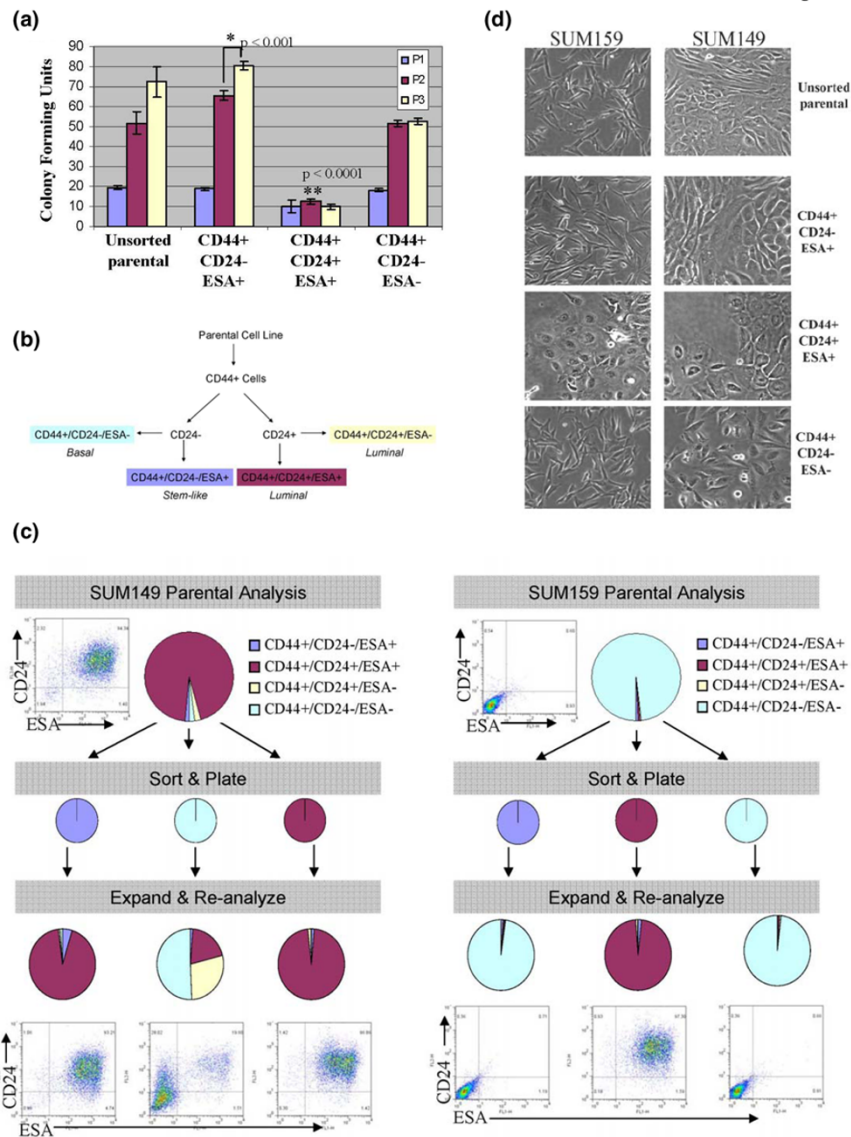 (a)
* p < 0.001
Colony Forming Units
90
80
70
60
50
40
30
20
10
0
P1
P2
P3
p < 0.0001
**
Unsorted parental
CD44+ CD24- ESA+
CD44+ CD24+ ESA+
CD44+ CD24- ESA-
(b)
Parental Cell Line
CD44+ Cells
CD44+/CD24-/ESA-
CD24-
CD24+
CD44+/CD24+/ESA-
Basal
Luminal
CD44+/CD24-/ESA+
CD44+/CD24+/ESA+
Stem-like
Luminal
(d)
SUM159
SUM149
Unsorted
parental
CD44+
CD24-
ESA+
CD44+
CD24+
ESA+
CD44+
CD24-
ESA-
(c)
SUM149 Parental Analysis
CD24
ESA
CD44+/CD24-/ESA+
CD44+/CD24+/ESA+
CD44+/CD24+/ESA-
CD44+/CD24-/ESA-
Sort & Plate
Expand & Re-analyze
CD24
ESA
SUM159 Parental Analysis
CD24
ESA
CD44+/CD24-/ESA+
CD44+/CD24+/ESA+
CD44+/CD24+/ESA-
CD44+/CD24-/ESA-
Sort & Plate
Expand & Re-analyze
CD24
ESA